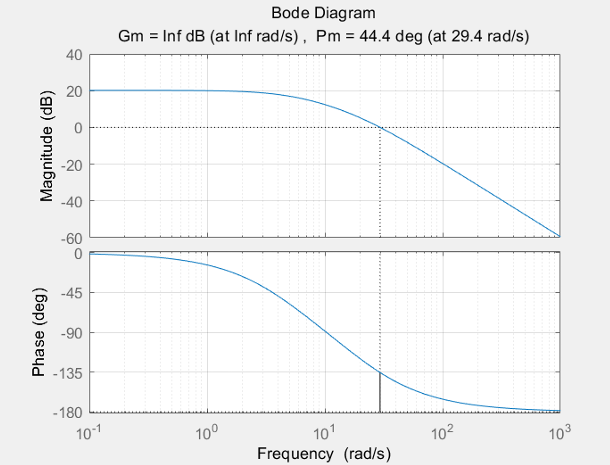 Bode Diagram
Gm = Inf dB (at Inf rad/s) , Pm = 44.4 deg (at 29.4 rad/s)
40
20
0
-20
-40
-60
Magnitude (dB)
0
-45
-90
-135
-180
Phase (deg)
10^-1 10^0 10^1 10^2 10^3
Frequency (rad/s)